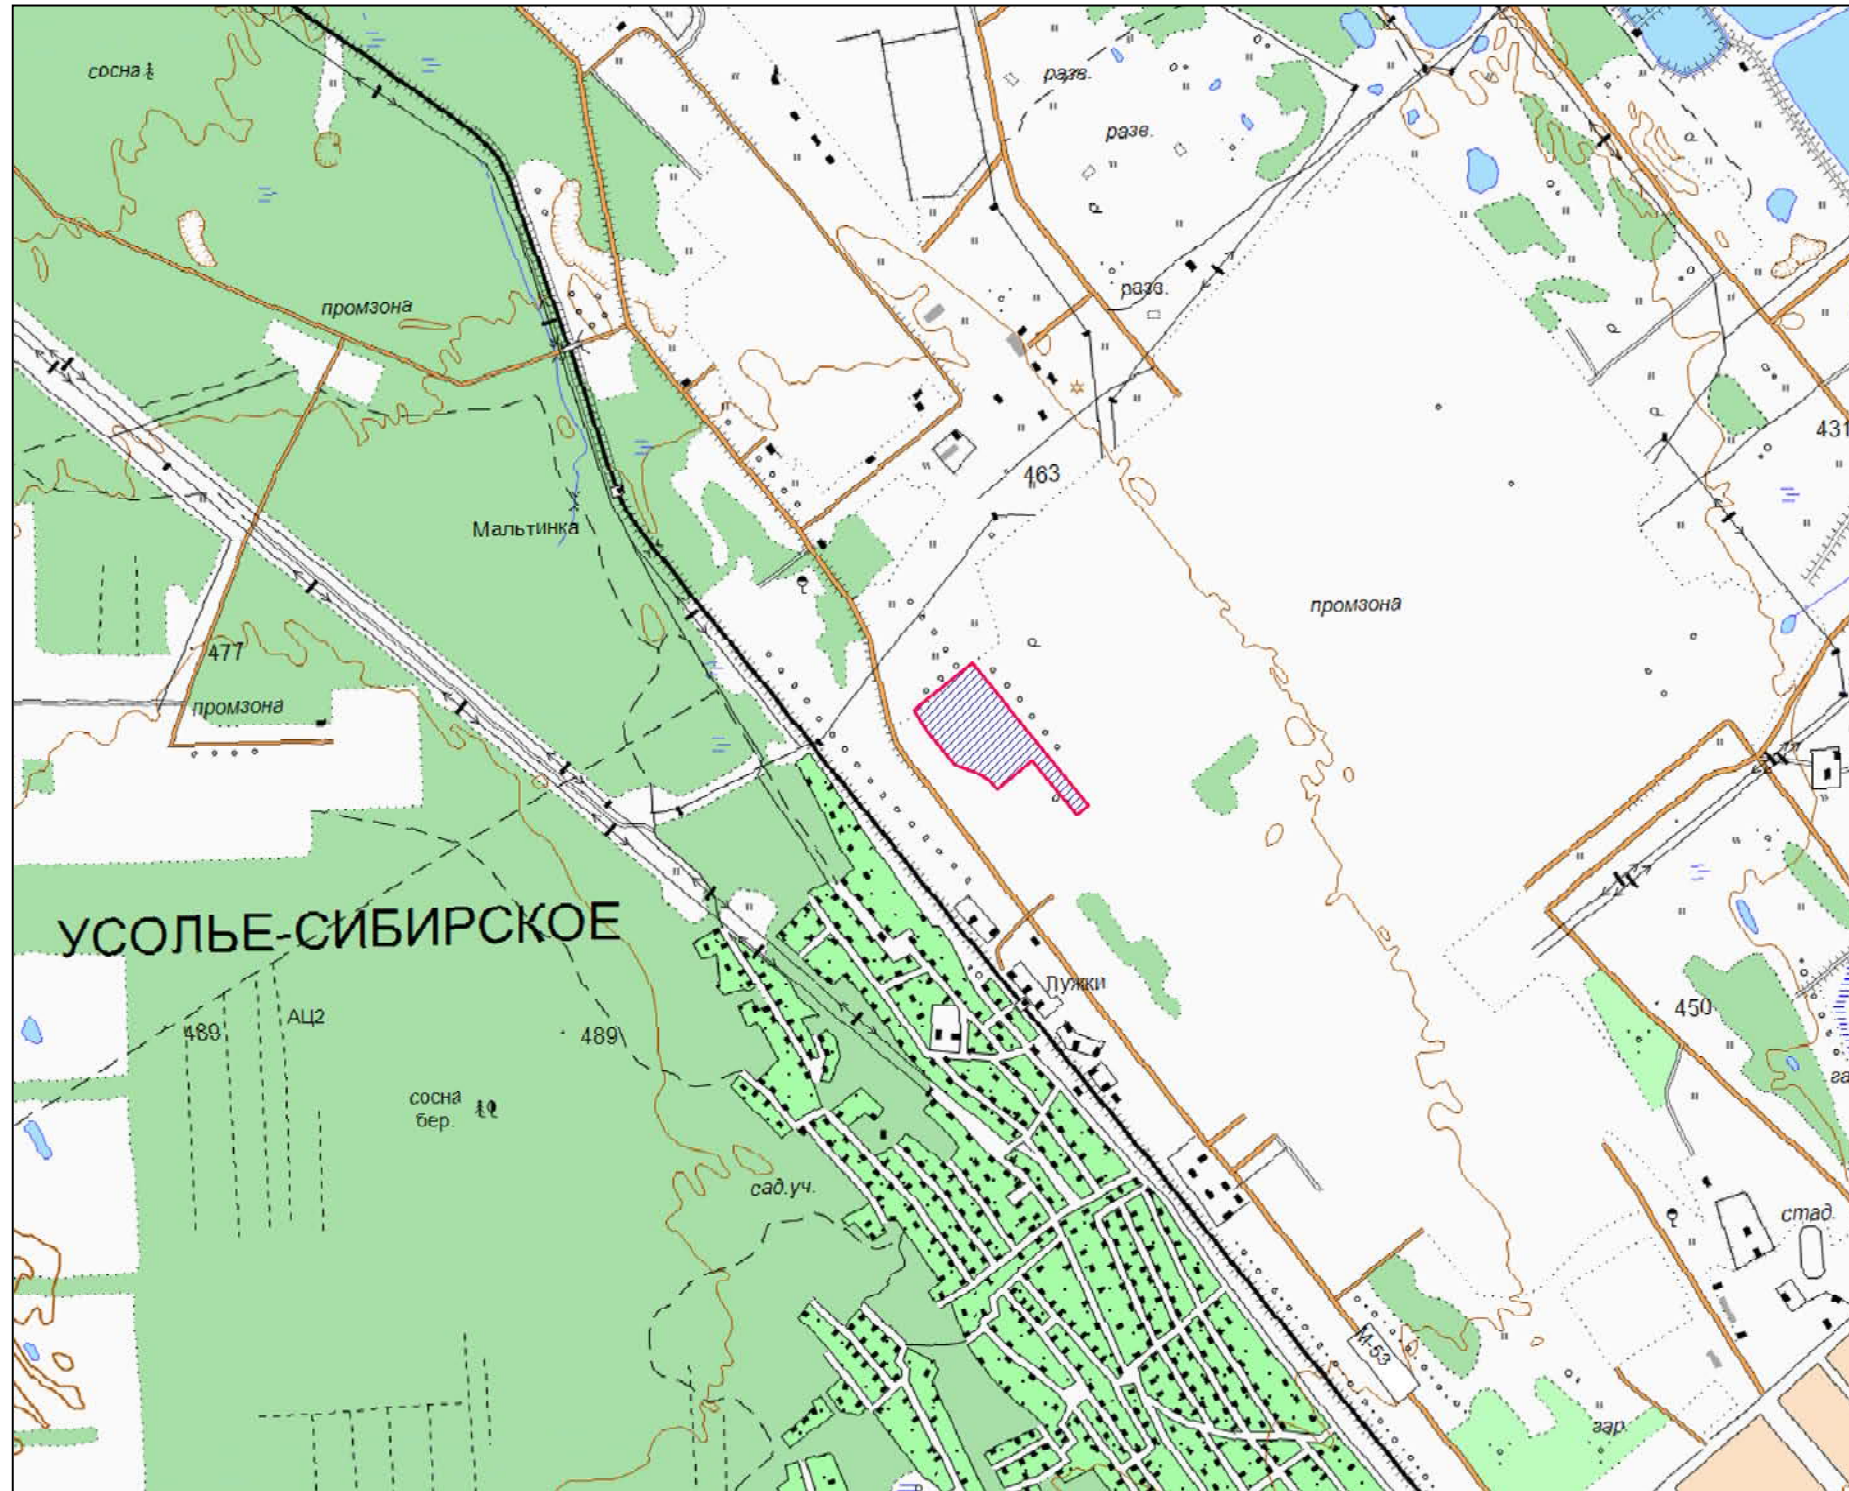 сосна
разв.
разв.
разв.
промзона
431
463
Мальтинка
промзона
477
промзона
УСОЛЬЕ-СИБИРСКОЕ
Лужки
450
АЦ2
489
489
га
сосна
бер.
сад.уч.
стад.
М-53
гар.